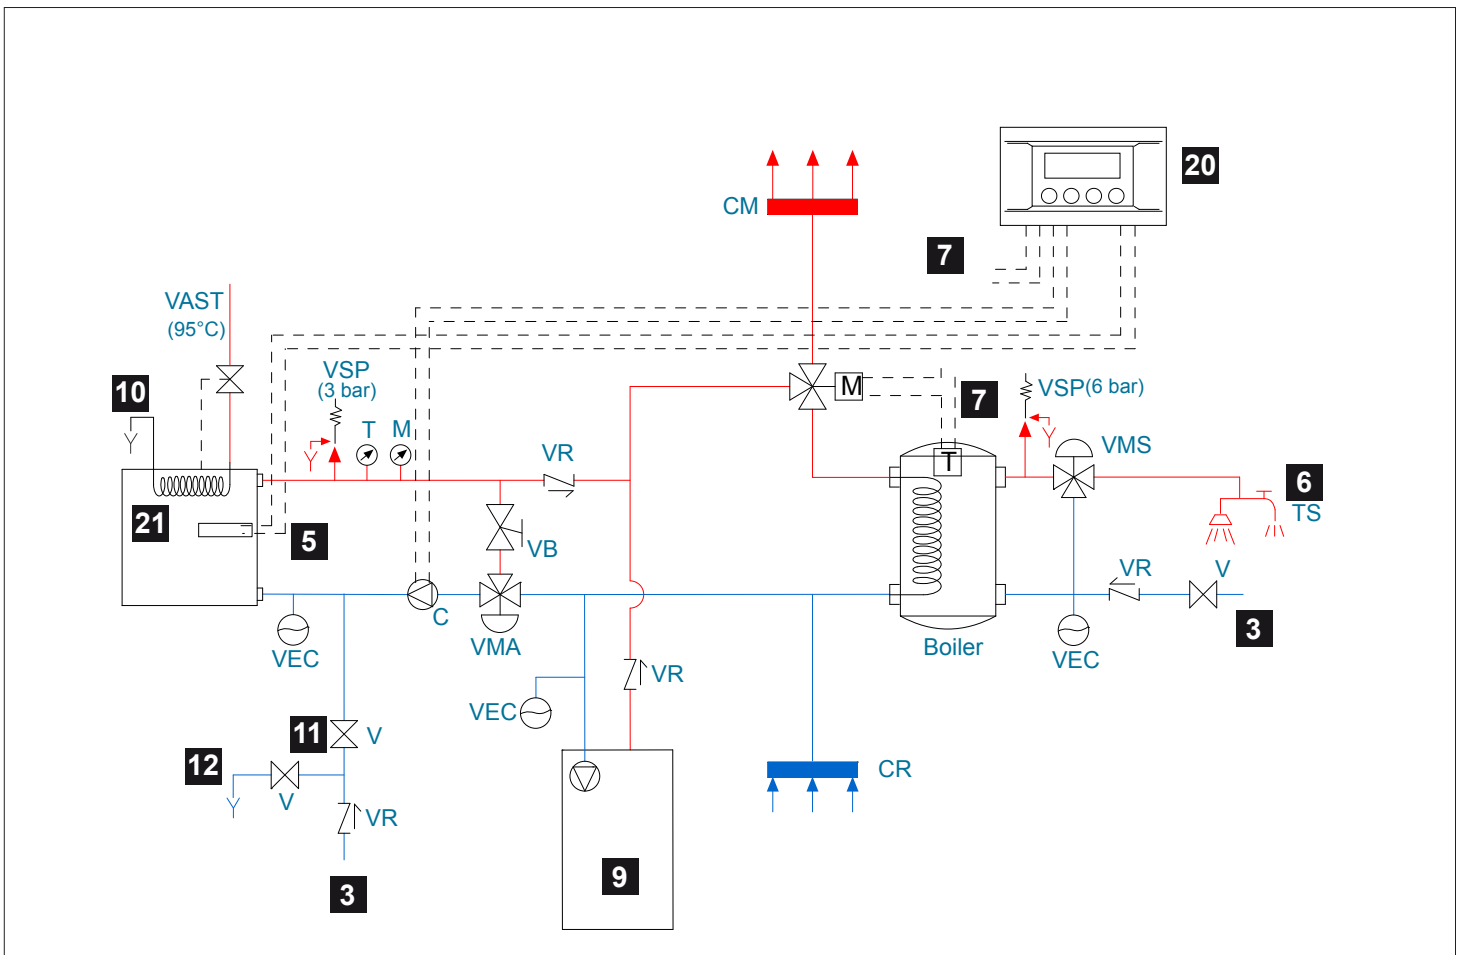 20
CM
7
VAST
(95°C)
VSP
(3 bar)
10
T
M
M
7
VSP(6 bar)
VR
VMS
T
6
TS
21
5
VB
VR
V
C
VMA
Boiler
3
VEC
VEC
VR
VEC
11
V
12
CR
V
VR
9
3